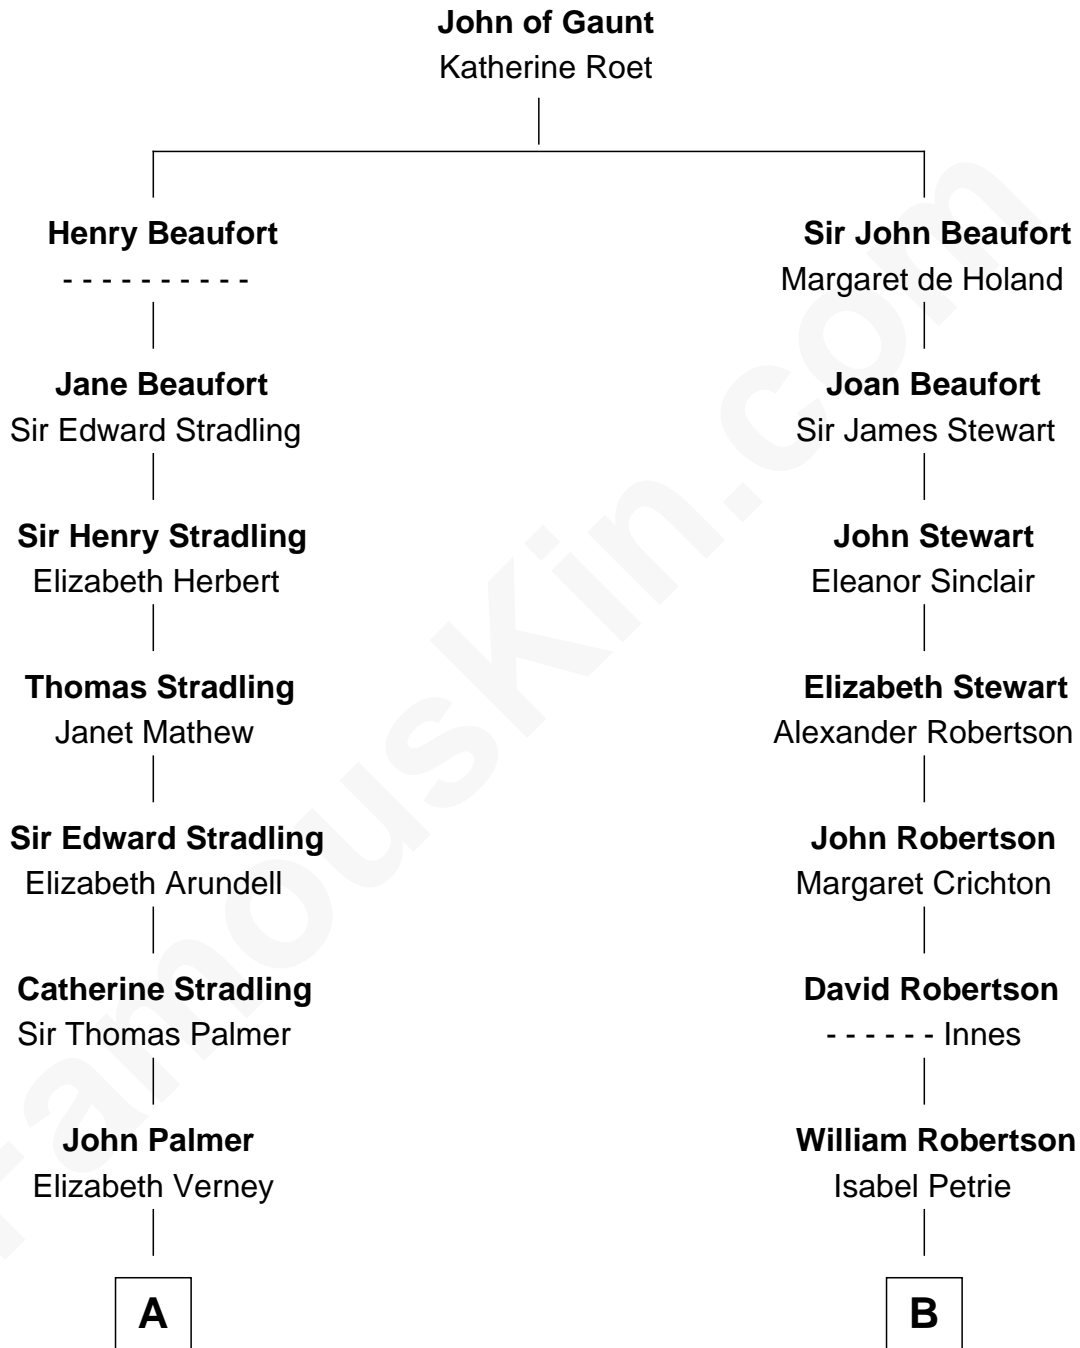 John of Gaunt
Katherine Roet
Henry Beaufort
- - - - - - - - - -
Sir John Beaufort
Margaret de Holand
Jane Beaufort
Sir Edward Stradling
Joan Beaufort
Sir James Stewart
Sir Henry Stradling
Elizabeth Herbert
John Stewart
Eleanor Sinclair
Thomas Stradling
Janet Mathew
Elizabeth Stewart
Alexander Robertson
Sir Edward Stradling
Elizabeth Arundell
John Robertson
Margaret Crichton
Catherine Stradling
Sir Thomas Palmer
David Robertson
- - - - - - Innes
John Palmer
Elizabeth Verney
William Robertson
Isabel Petrie
A
B
FamousKin.com